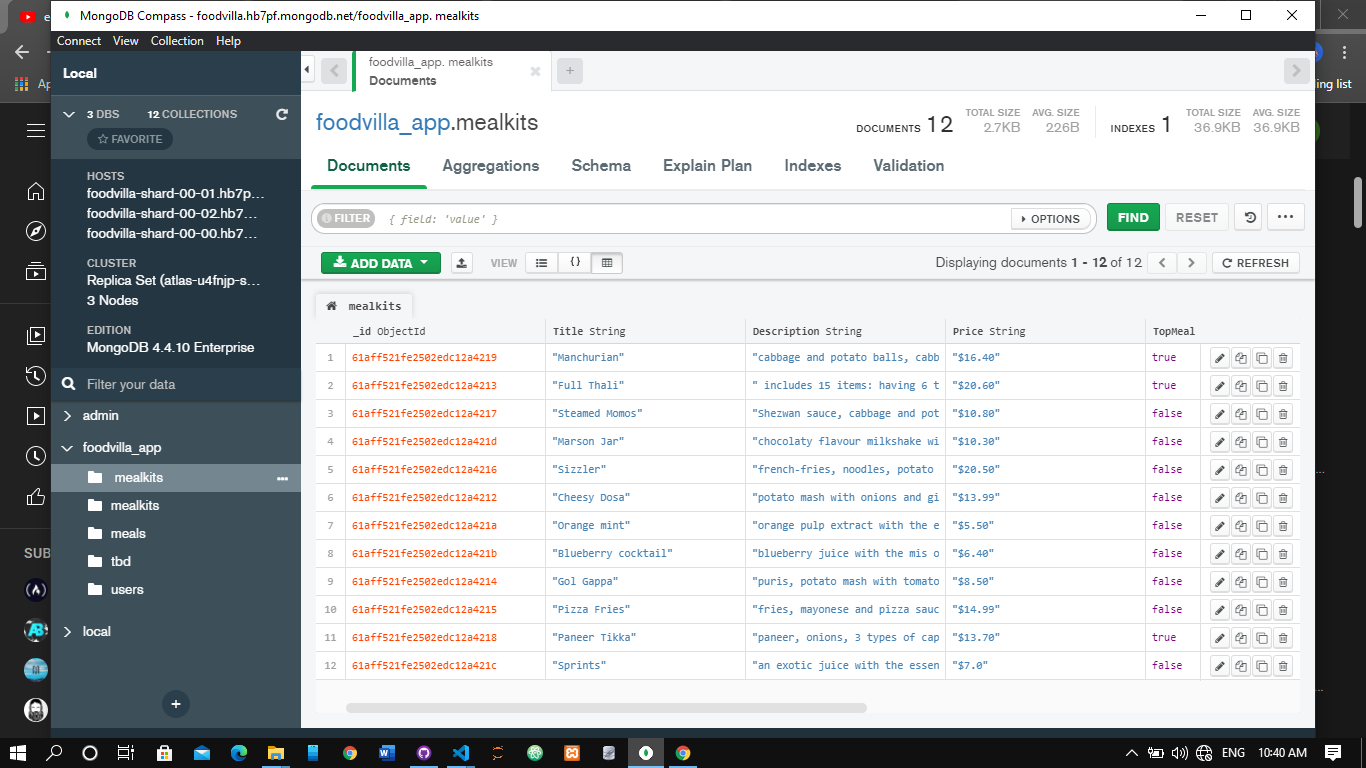 MongoDB Compass - foodvilla.hb7pf.mongodb.net/foodvilla_app. mealkits
Connect View Collection Help
Local
3 DBS 12 COLLECTIONS
FAVORITE
HOSTS
foodvilla-shard-00-01.hb7p...
foodvilla-shard-00-02.hb7...
foodvilla-shard-00-00.hb7...
CLUSTER
Replica Set (atlas-u4fnjp-s...
3 Nodes
EDITION
MongoDB 4.4.10 Enterprise
Filter your data
admin
foodvilla_app
mealkits
mealkits
meals
tbd
users
local
foodvilla_app. mealkits
Documents
foodvilla_app.mealkits
DOCUMENTS 12 TOTAL SIZE 2.7KB AVG. SIZE 226B INDEXES 1 TOTAL SIZE 36.9KB AVG. SIZE 36.9KB
Documents Aggregations Schema Explain Plan Indexes Validation
FILTER { field: 'value' } OPTIONS FIND RESET
ADD DATA VIEW {} Displaying documents 1 - 12 of 12 REFRESH
mealkits
_id ObjectId Title String Description String Price String TopMeal
1 61aff521fe2502edc12a4219 "Manchurian" "cabbage and potato balls, cabb "$16.40" true
2 61aff521fe2502edc12a4213 "Full Thali" " includes 15 items: having 6 t "$20.60" true
3 61aff521fe2502edc12a4217 "Steamed Momos" "Shezwan sauce, cabbage and pot "$10.80" false
4 61aff521fe2502edc12a421d "Marson Jar" "chocolaty flavour milkshake wi "$10.30" false
5 61aff521fe2502edc12a4216 "Sizzler" "french-fries, noodles, potato "$20.50" false
6 61aff521fe2502edc12a4212 "Cheesy Dosa" "potato mash with onions and gi "$13.99" false
7 61aff521fe2502edc12a421a "Orange mint" "orange pulp extract with the e "$5.50" false
8 61aff521fe2502edc12a421b "Blueberry cocktail" "blueberry juice with the mis o "$6.40" false
9 61aff521fe2502edc12a4214 "Gol Gappa" "puris, potato mash with tomato "$8.50" false
10 61aff521fe2502edc12a4215 "Pizza Fries" "fries, mayonese and pizza sauc "$14.99" false
11 61aff521fe2502edc12a4218 "Paneer Tikka" "paneer, onions, 3 types of cap "$13.70" true
12 61aff521fe2502edc12a421c "Sprints" "an exotic juice with the essen "$7.0" false
Ap
ing list
SUB
ENG 10:40 AM